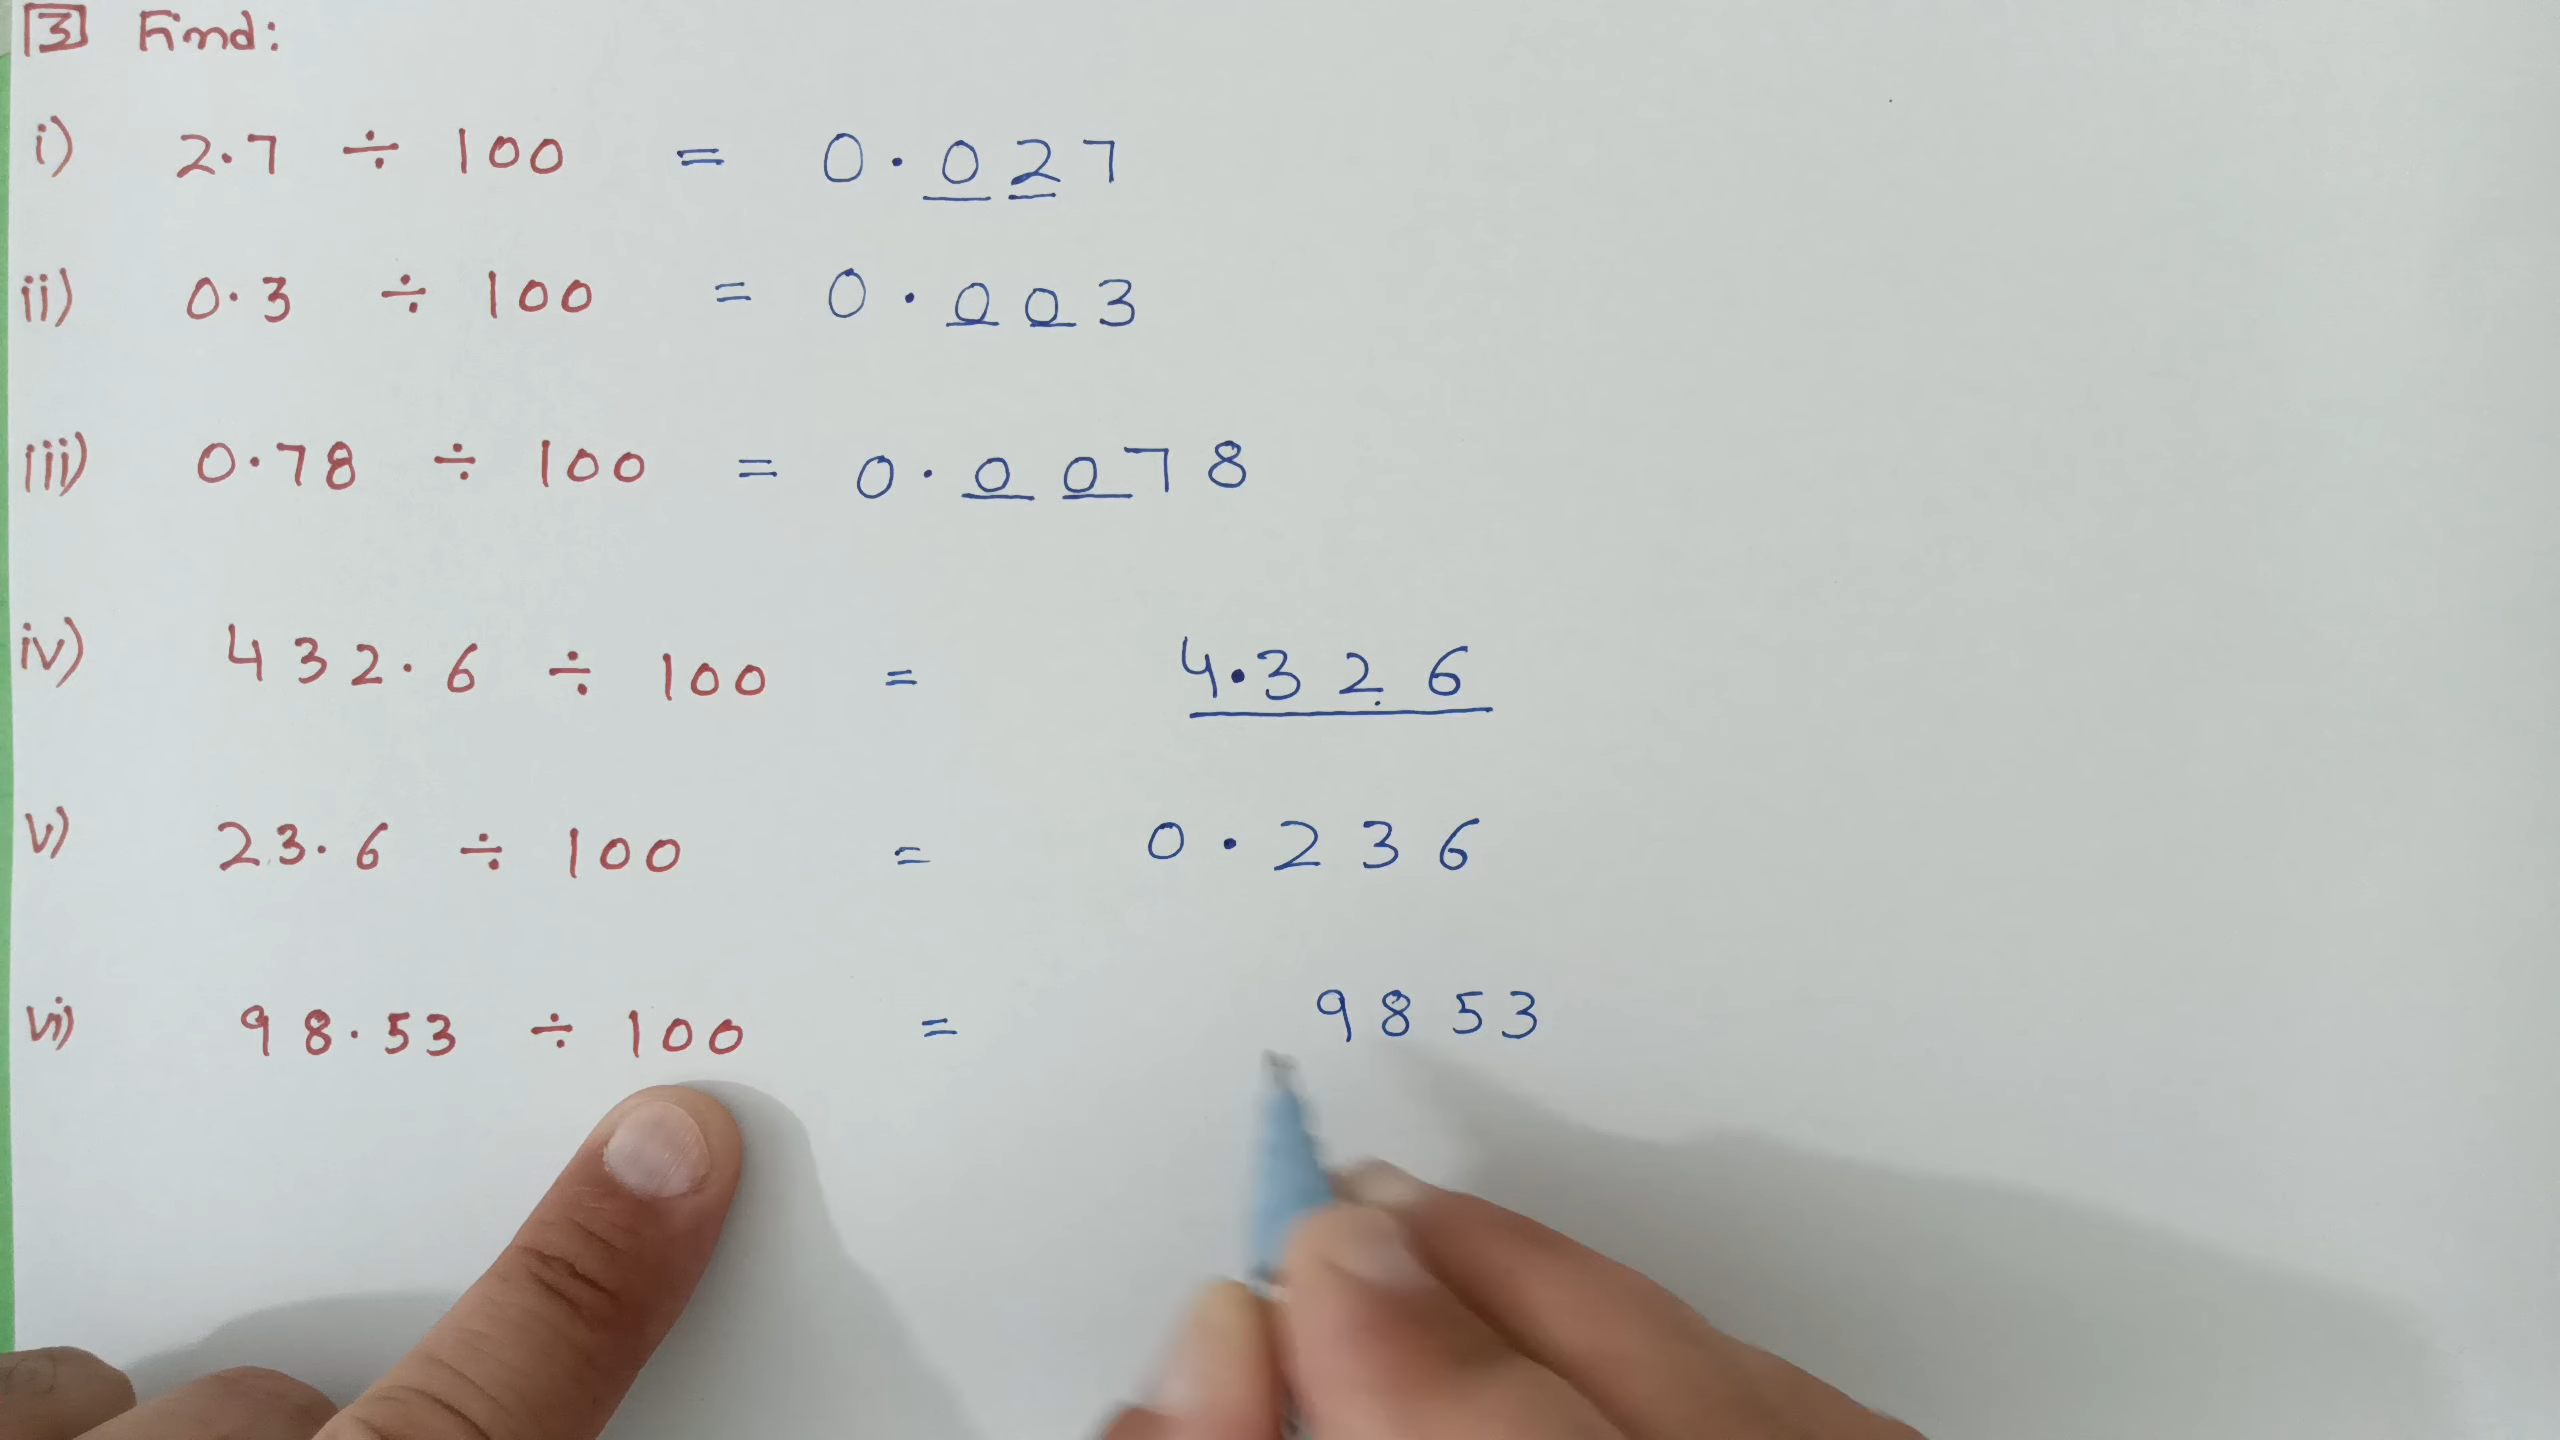 3 Find:
i) 2.7 ÷ 100 = 0.027
ii) 0.3 ÷ 100 = 0.003
iii) 0.78 ÷ 100 = 0.0078
iv) 432.6 ÷ 100 = 4.326
v) 23.6 ÷ 100 = 0.236
vi) 98.53 ÷ 100 = 9853